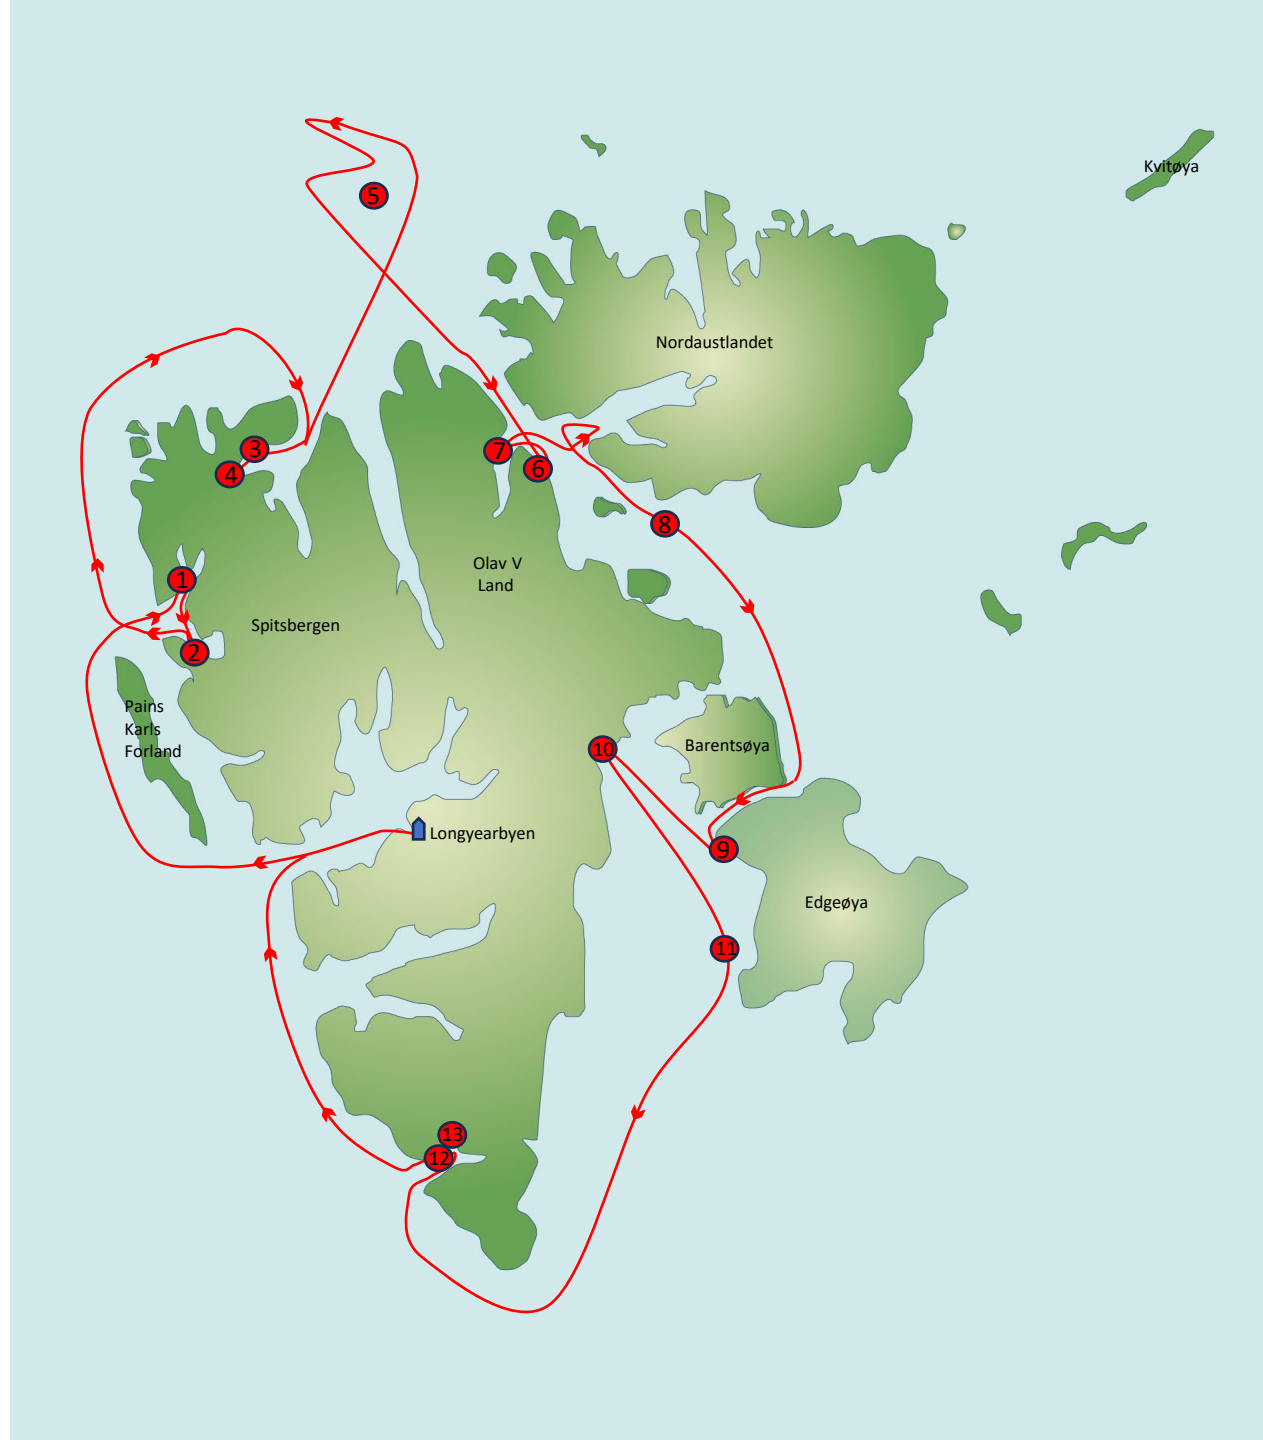 Kvitøya
5
Nordaustlandet
3
7
4
6
8
Olav V
Land
1
Spitsbergen
2
Pains
Karls
Forland
10
Barentsøya
Longyearbyen
9
Edgeøya
11
13
12